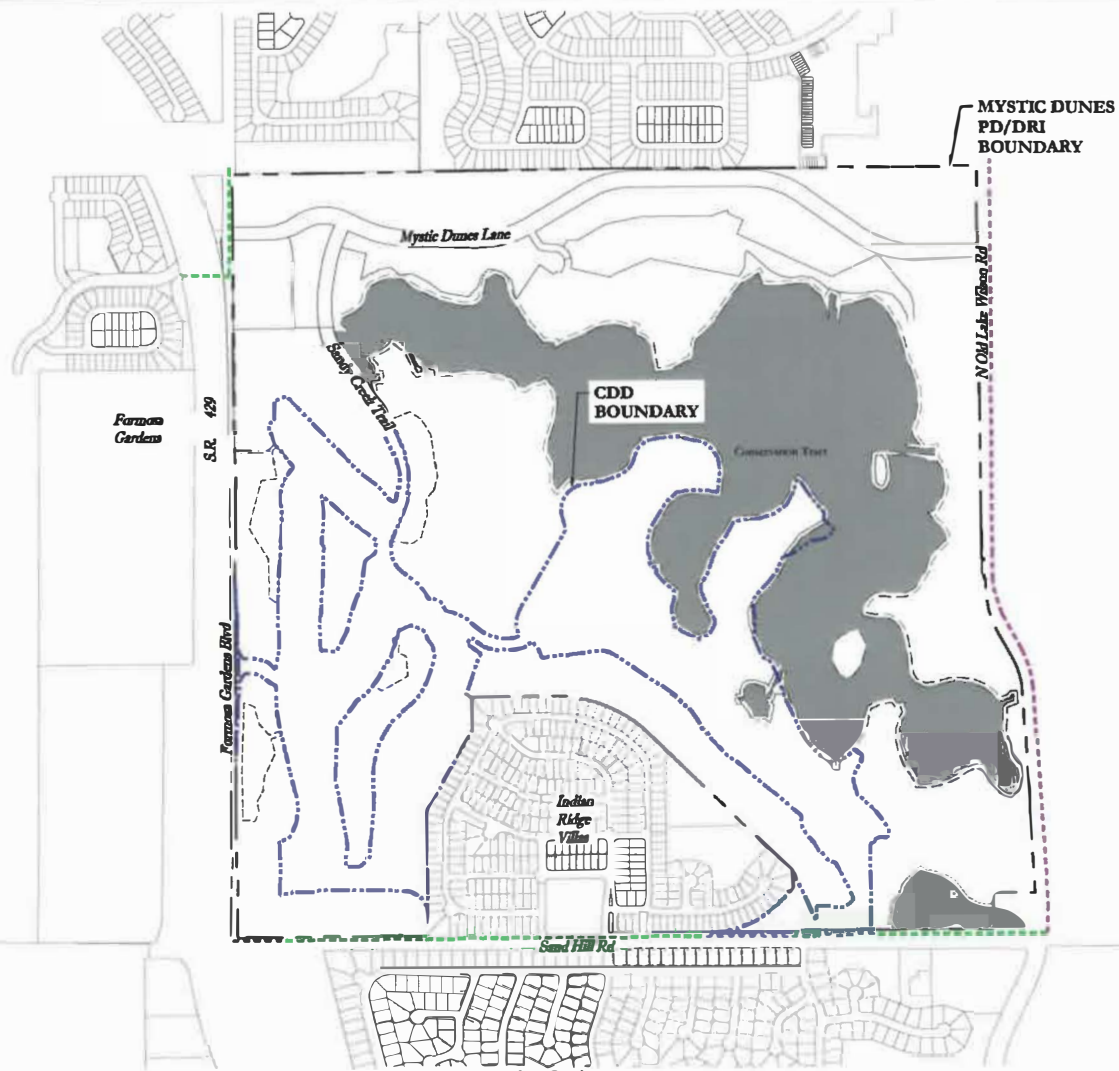 MYSTIC DUNES
PD/DRI
BOUNDARY
Mystic Dunes Lane
N Old Lake Wilson Rd
Sandy Creek Trail
CDD
BOUNDARY
Formosa
Gardens
S.R. 429
Conservation Tract
Formosa Gardens Blvd
Indian
Ridge
Villas
Sand Hill Rd